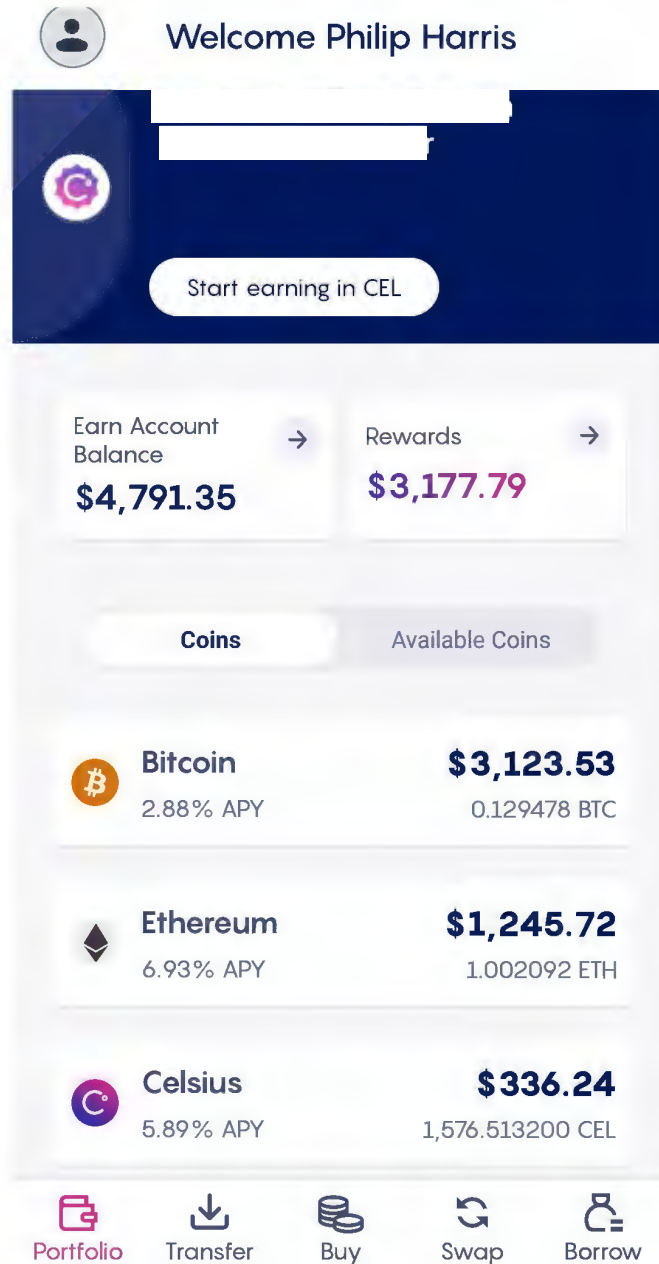 Welcome Philip Harris
Start earning in CEL
Earn Account
Balance
$4,791.35
Rewards
$3,177.79
Coins
Available Coins
Bitcoin
$3,123.53
2.88% APY
0.129478 BTC
Ethereum
$1,245.72
6.93% APY
1.002092 ETH
Celsius
$336.24
5.89% APY
1,576.513200 CEL
Portfolio
Transfer
Buy
Swap
Borrow